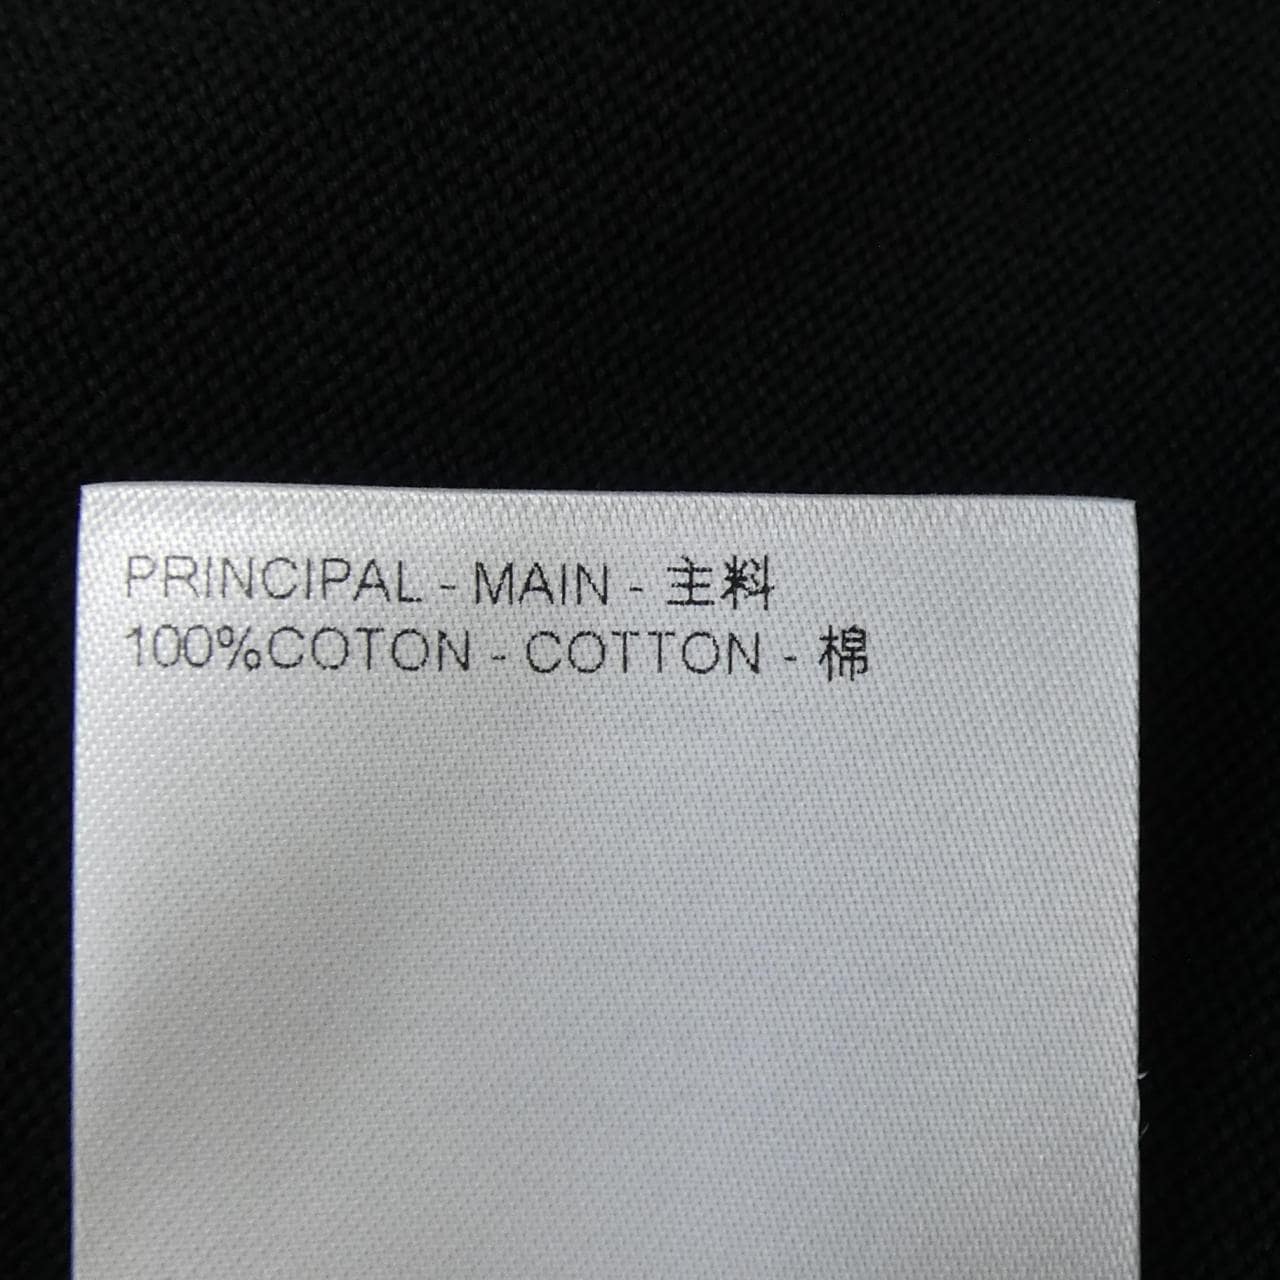 PRINCIPAL - MAIN - 主料
100%COTON - COTTON - 棉